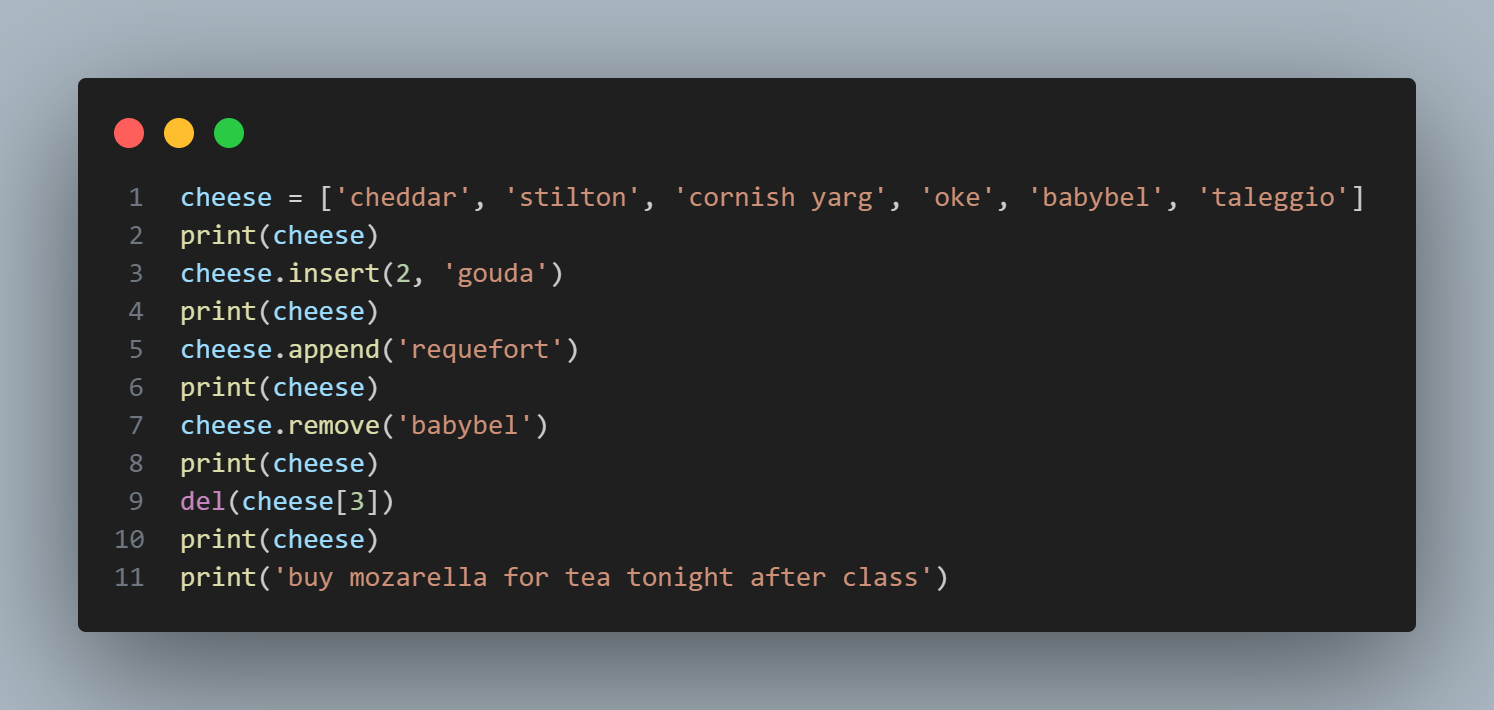 1 cheese = ['cheddar', 'stilton', 'cornish yarg', 'oke', 'babybel', 'taleggio']
2 print(cheese)
3 cheese.insert(2, 'gouda')
4 print(cheese)
5 cheese.append('requefort')
6 print(cheese)
7 cheese.remove('babybel')
8 print(cheese)
9 del(cheese[3])
10 print(cheese)
11 print('buy mozarella for tea tonight after class')